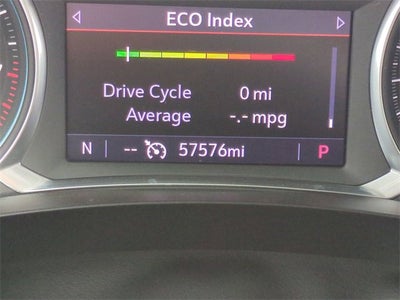 ECO Index
Drive Cycle 0 mi
Average -.- mpg
N -- 57576mi P